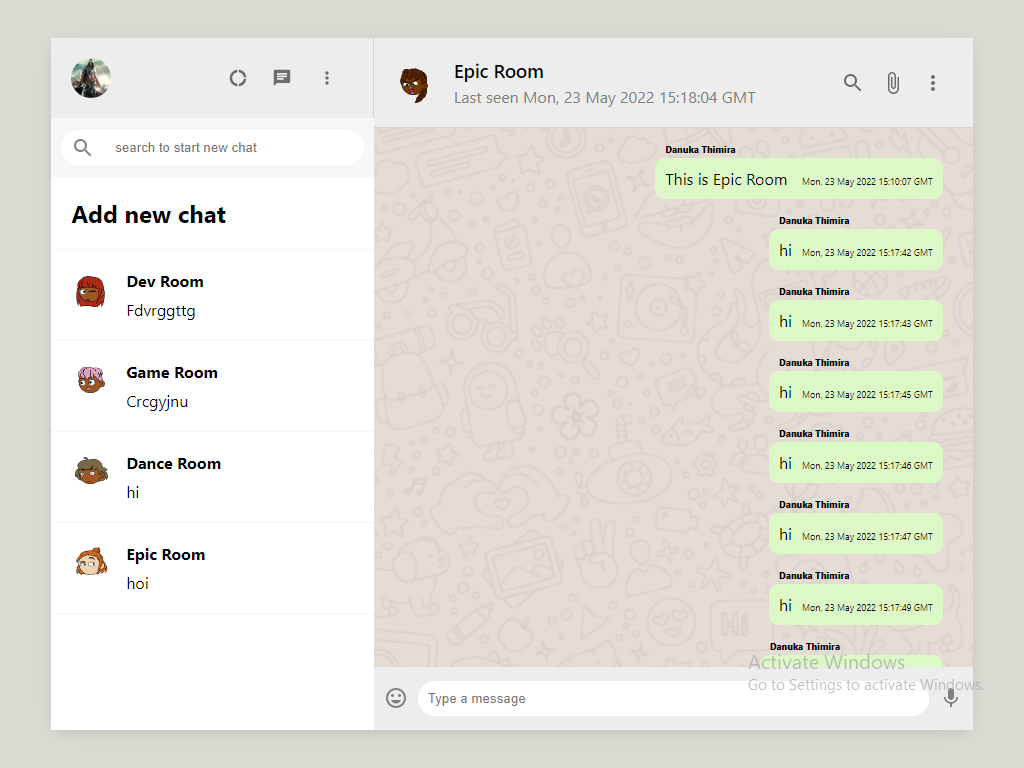 search to start new chat
Add new chat
Dev Room
Fdvrggttg
Game Room
Crcgyjnu
Dance Room
hi
Epic Room
hoi
Epic Room
Last seen Mon, 23 May 2022 15:18:04 GMT
Danuka Thimira
This is Epic Room Mon, 23 May 2022 15:10:07 GMT
Danuka Thimira
hi Mon, 23 May 2022 15:17:42 GMT
Danuka Thimira
hi Mon, 23 May 2022 15:17:43 GMT
Danuka Thimira
hi Mon, 23 May 2022 15:17:45 GMT
Danuka Thimira
hi Mon, 23 May 2022 15:17:46 GMT
Danuka Thimira
hi Mon, 23 May 2022 15:17:47 GMT
Danuka Thimira
hi Mon, 23 May 2022 15:17:49 GMT
Danuka Thimira
Hi
Type a message
Activate Windows
Go to Settings to activate Windows.